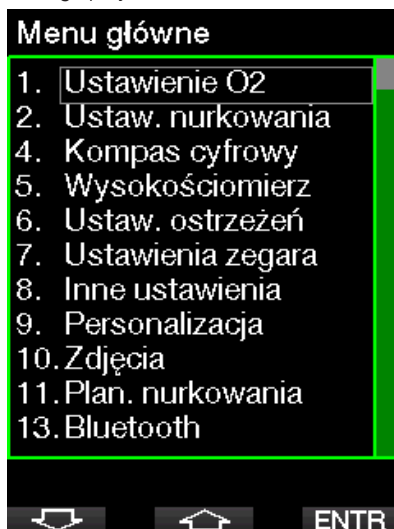 Menu główne
1. Ustawienie O2
2. Ustaw. nurkowania
4. Kompas cyfrowy
5. Wysokościomierz
6. Ustaw. ostrzeżeń
7. Ustawienia zegara
8. Inne ustawienia
9. Personalizacja
10. Zdjęcia
11. Plan. nurkowania
13. Bluetooth
ENTR